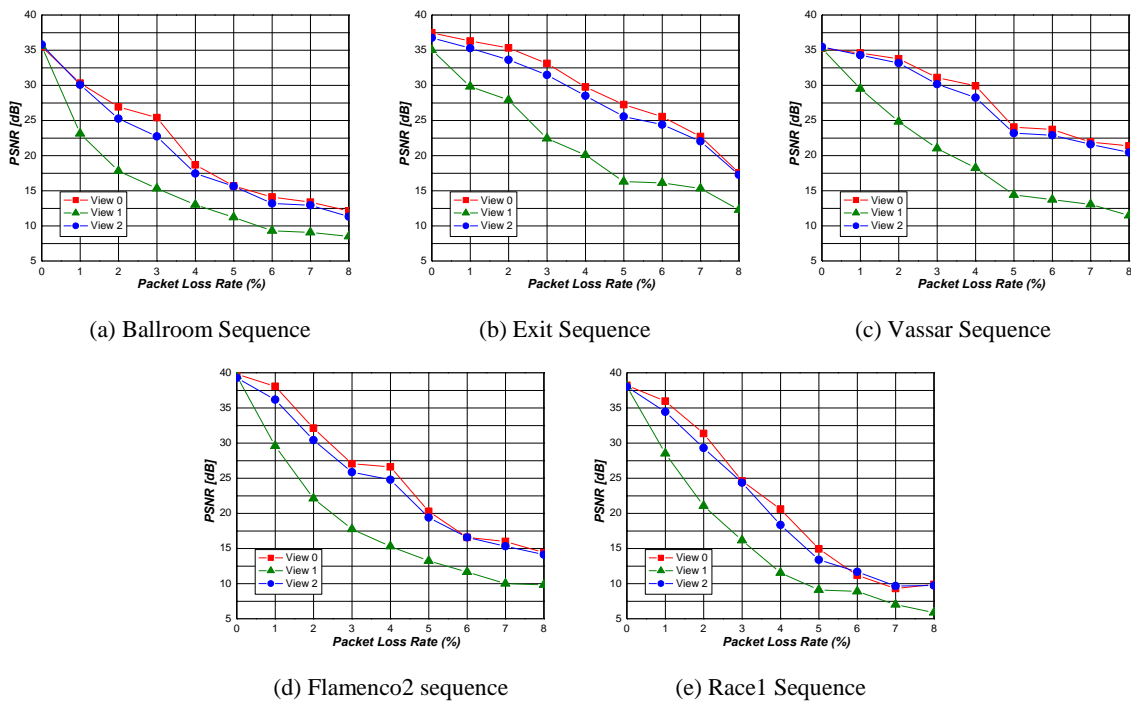 40
35
30
25
20
15
10
5
PSNR [dB]
View 0
View 1
View 2
0 1 2 3 4 5 6 7 8
Packet Loss Rate (%)
(a) Ballroom Sequence
40
35
30
25
20
15
10
5
PSNR [dB]
View 0
View 1
View 2
0 1 2 3 4 5 6 7 8
Packet Loss Rate (%)
(b) Exit Sequence
40
35
30
25
20
15
10
5
PSNR [dB]
View 0
View 1
View 2
0 1 2 3 4 5 6 7 8
Packet Loss Rate (%)
(c) Vassar Sequence
40
35
30
25
20
15
10
5
PSNR [dB]
View 0
View 1
View 2
0 1 2 3 4 5 6 7 8
Packet Loss Rate (%)
(d) Flamenco2 sequence
40
35
30
25
20
15
10
5
PSNR [dB]
View 0
View 1
View 2
0 1 2 3 4 5 6 7 8
Packet Loss Rate (%)
(e) Race1 Sequence